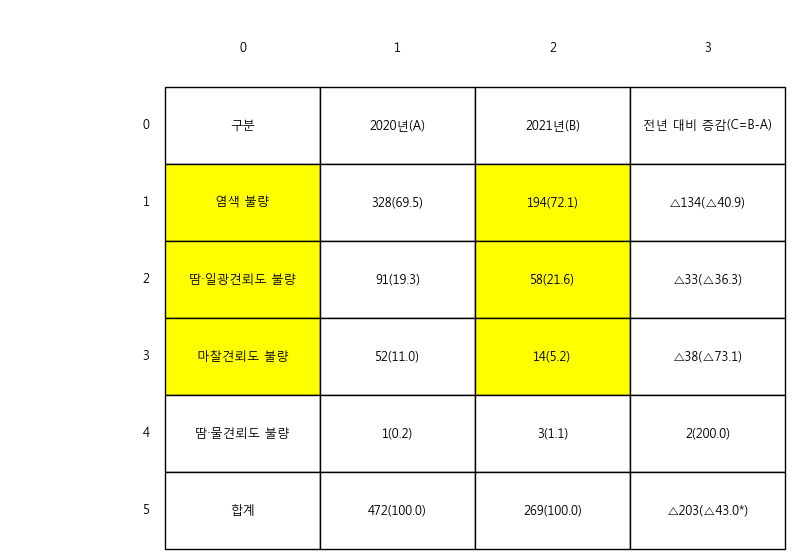 0 1 2 3
0 구분 2020년(A) 2021년(B) 전년 대비 증감(C=B-A)
1 염색 불량 328(69.5) 194(72.1) △134(△40.9)
2 땀·일광견뢰도 불량 91(19.3) 58(21.6) △33(△36.3)
3 마찰견뢰도 불량 52(11.0) 14(5.2) △38(△73.1)
4 땀·물견뢰도 불량 1(0.2) 3(1.1) 2(200.0)
5 합계 472(100.0) 269(100.0) △203(△43.0*)